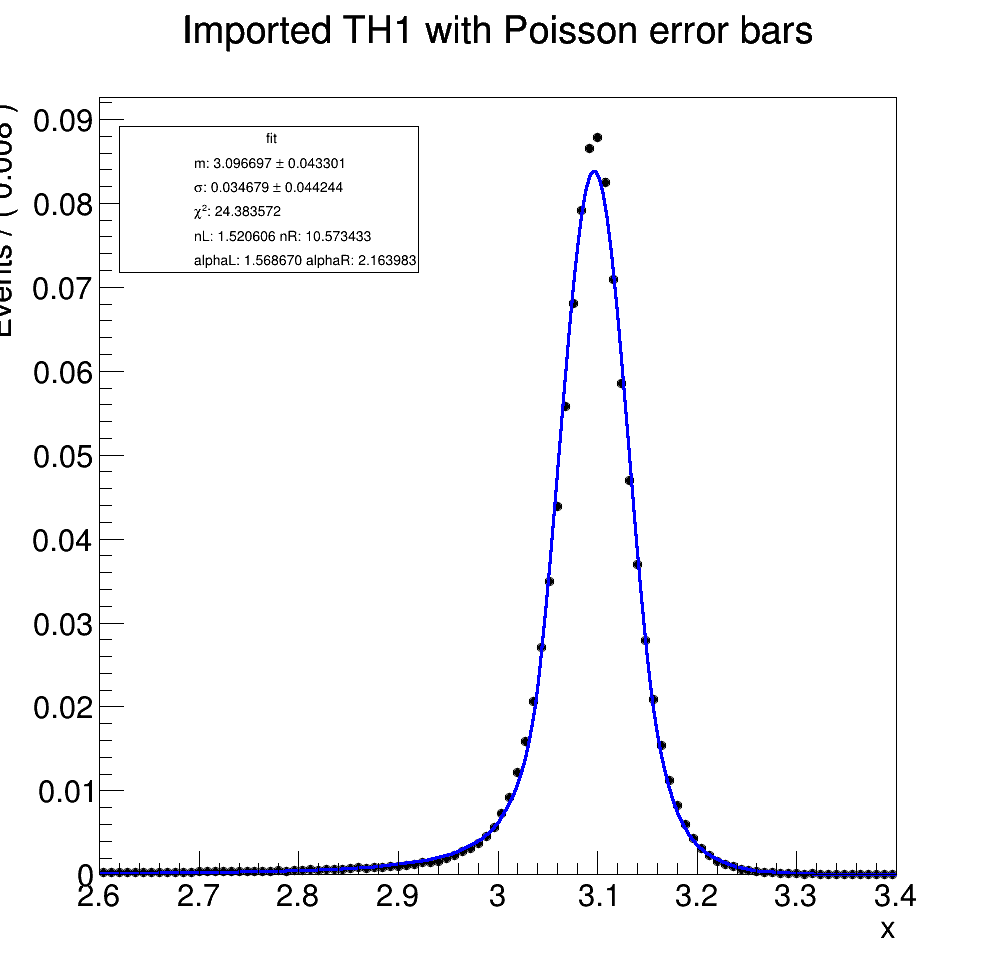 Imported TH1 with Poisson error bars
Events / ( 0.008 )
0.09
0.08
0.07
0.06
0.05
0.04
0.03
0.02
0.01
0
fit
m: 3.096697 ± 0.043301
σ: 0.034679 ± 0.044244
χ²: 24.383572
nL: 1.520606 nR: 10.573433
alphaL: 1.568670 alphaR: 2.163983
2.6 2.7 2.8 2.9 3 3.1 3.2 3.3 3.4
x